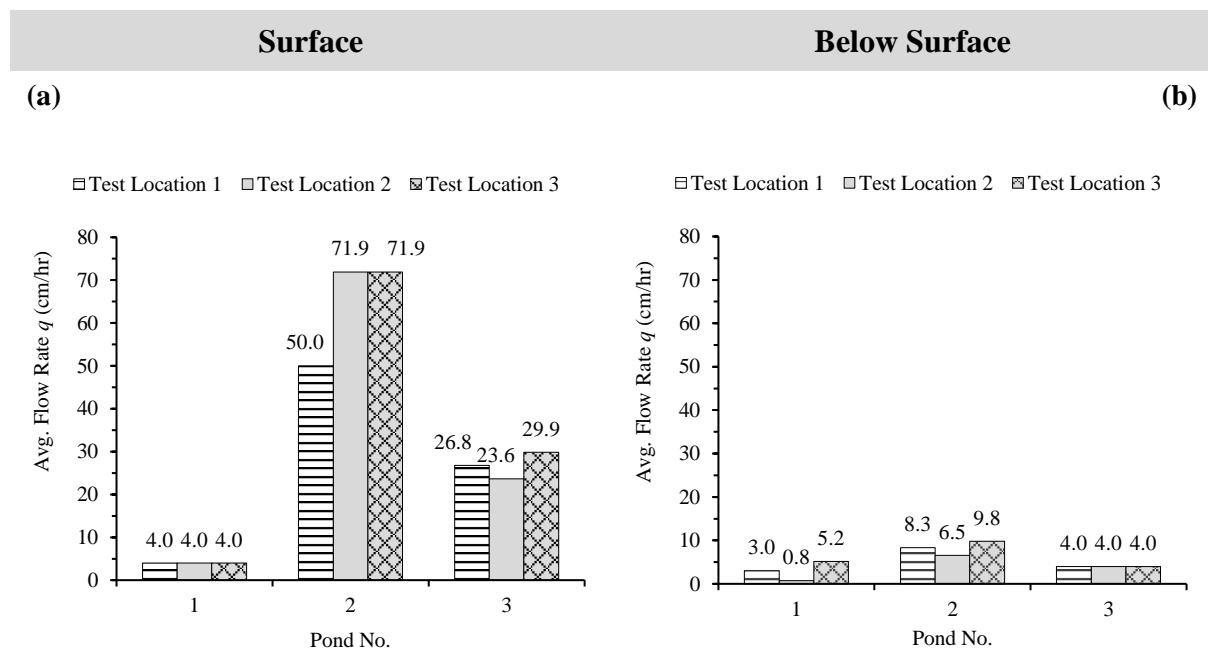 Surface Below Surface
(a) (b)
Test Location 1 Test Location 2 Test Location 3
Avg. Flow Rate q (cm/hr)
80
70
60
50
40
30
20
10
0
4.0 4.0 4.0
50.0 71.9 71.9
26.8 23.6 29.9
1 2 3
Pond No.
Test Location 1 Test Location 2 Test Location 3
Avg. Flow Rate q (cm/hr)
80
70
60
50
40
30
20
10
0
3.0 0.8 5.2
8.3 6.5 9.8
4.0 4.0 4.0
1 2 3
Pond No.